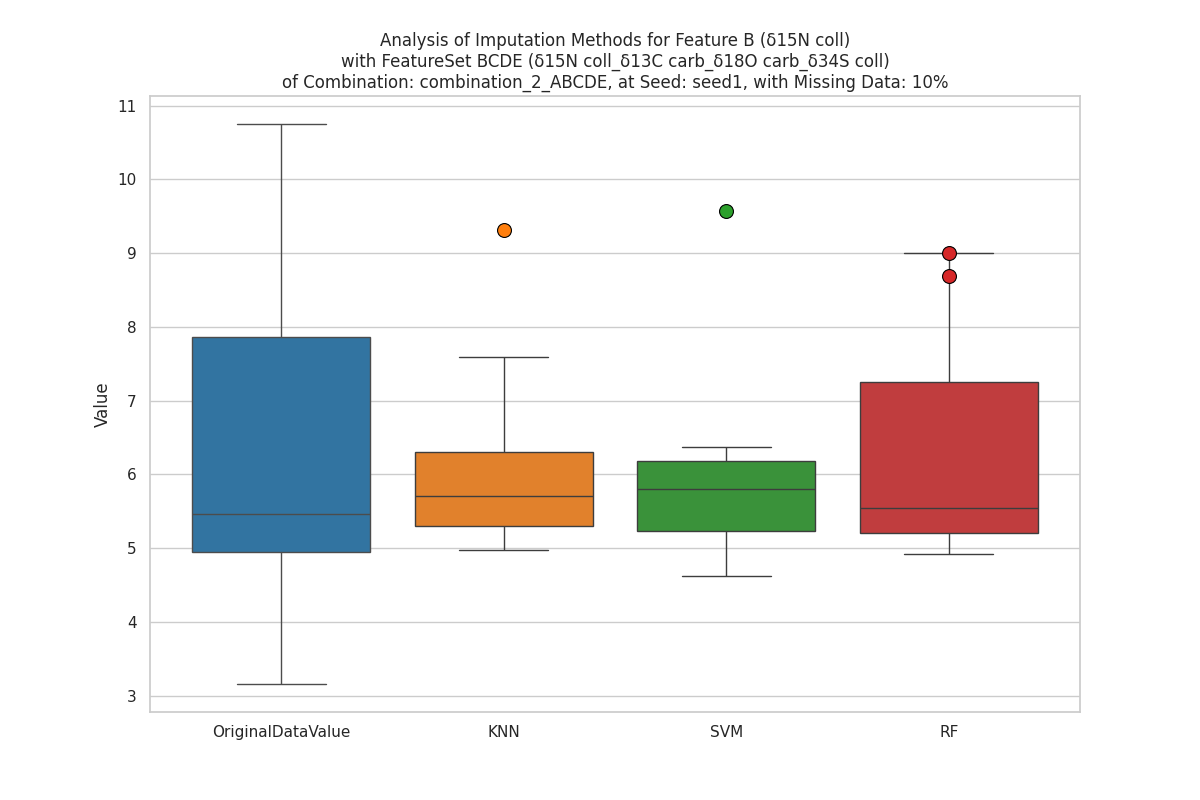 Analysis of Imputation Methods for Feature B (δ15N coll)
with FeatureSet BCDE (δ15N coll_δ13C carb_δ18O carb_δ34S coll)
of Combination: combination_2_ABCDE, at Seed: seed1, with Missing Data: 10%
11
10
9
8
7
6
5
4
3
Value
OriginalDataValue
KNN
SVM
RF